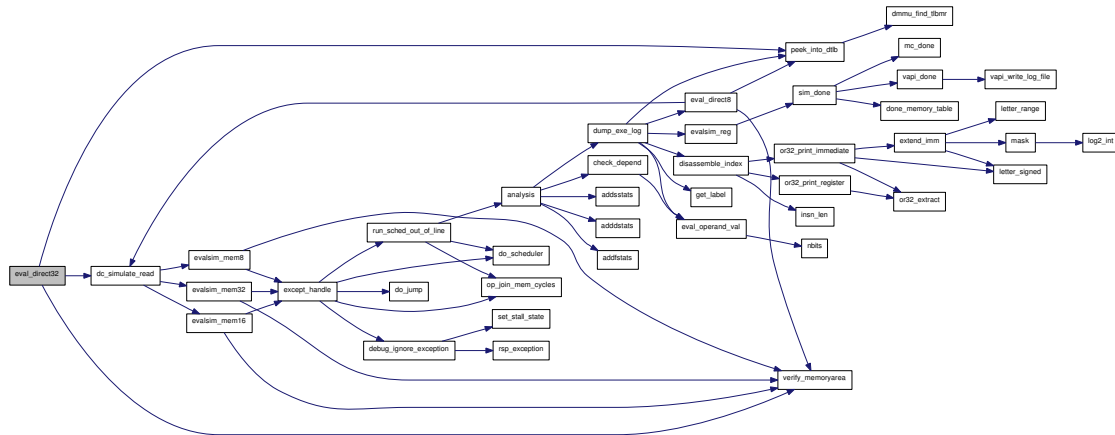 dmmu_find_tlbmr
mc_done
peek_into_dtlb
vapi_done
vapi_write_log_file
sim_done
eval_direct8
done_memory_table
letter_range
dump_exe_log
evalsim_reg
extend_imm
mask
log2_int
or32_print_immediate
check_depend
disassemble_index
letter_signed
or32_print_register
or32_extract
analysis
addsstats
get_label
insn_len
run_sched_out_of_line
adddstats
eval_operand_val
nbits
evalsim_mem8
do_scheduler
addfstats
eval_direct32
dc_simulate_read
evalsim_mem32
except_handle
do_jump
op_join_mem_cycles
evalsim_mem16
set_stall_state
debug_ignore_exception
rsp_exception
verify_memoryarea